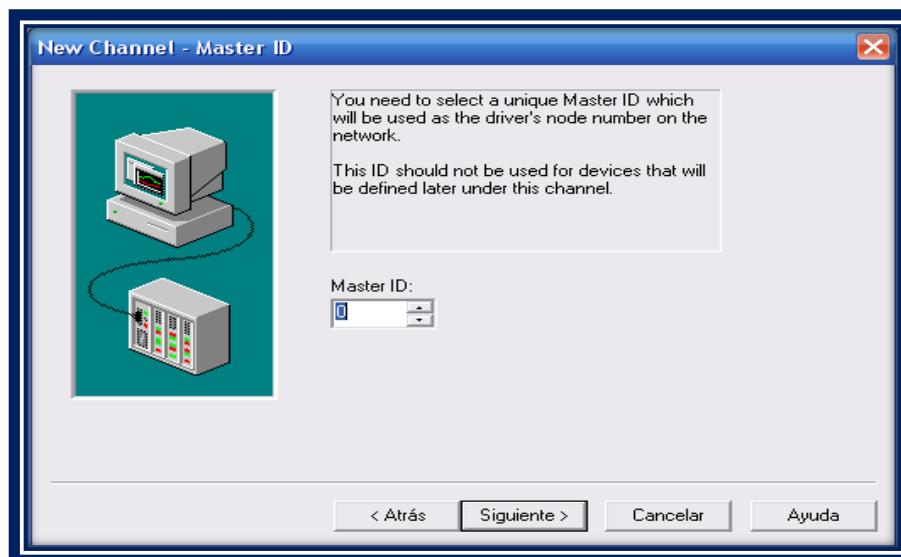 New Channel - Master ID
You need to select a unique Master ID which
will be used as the driver's node number on the
network.
This ID should not be used for devices that will
be defined later under this channel.
Master ID:
0
< Atrás
Siguiente >
Cancelar
Ayuda